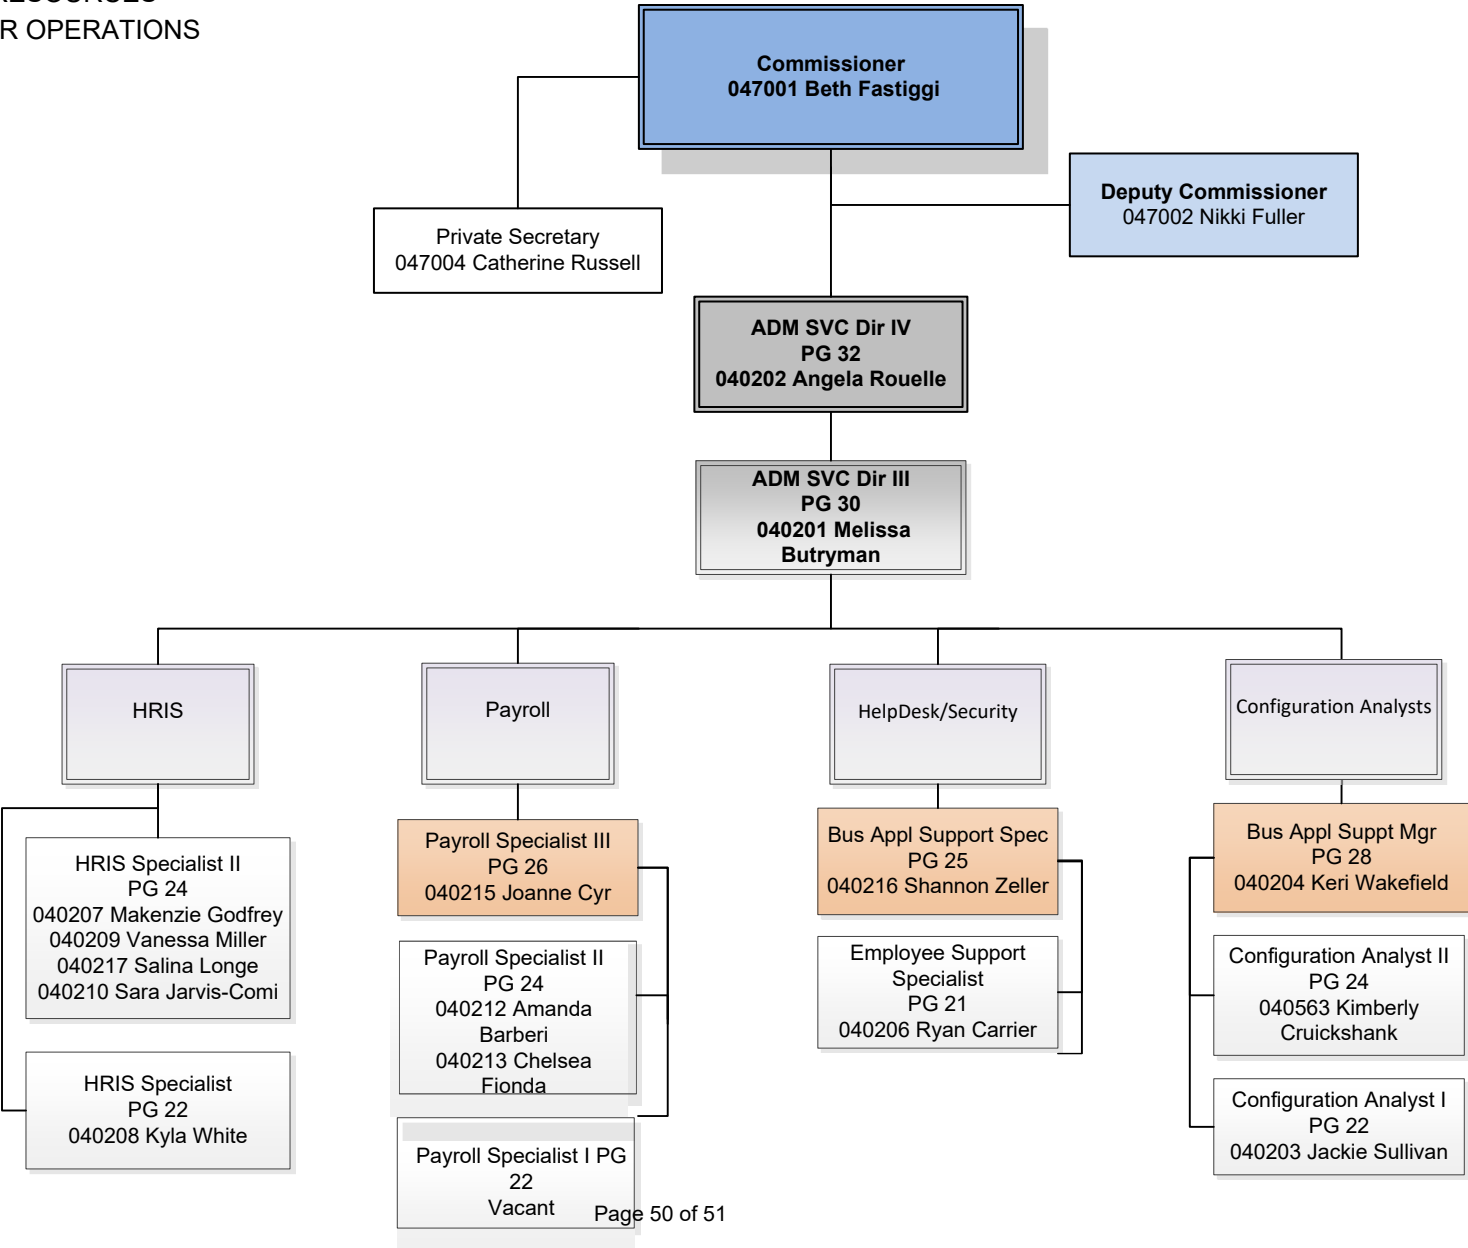 R OPERATIONS
Commissioner
047001 Beth Fastiggi
Deputy Commissioner
047002 Nikki Fuller
Private Secretary
047004 Catherine Russell
ADM SVC Dir IV
PG 32
040202 Angela Rouelle
ADM SVC Dir III
PG 30
040201 Melissa
Butryman
HRIS
Payroll
HelpDesk/Security
Configuration Analysts
HRIS Specialist II
PG 24
040207 Makenzie Godfrey
040209 Vanessa Miller
040217 Salina Longe
040210 Sara Jarvis-Comi
HRIS Specialist
PG 22
040208 Kyla White
Payroll Specialist III
PG 26
040215 Joanne Cyr
Payroll Specialist II
PG 24
040212 Amanda
Barberi
040213 Chelsea
Fionda
Payroll Specialist I PG
22
Vacant
Bus Appl Support Spec
PG 25
040216 Shannon Zeller
Employee Support
Specialist
PG 21
040206 Ryan Carrier
Bus Appl Suppt Mgr
PG 28
040204 Keri Wakefield
Configuration Analyst II
PG 24
040563 Kimberly
Cruickshank
Configuration Analyst I
PG 22
040203 Jackie Sullivan
Page 50 of 51